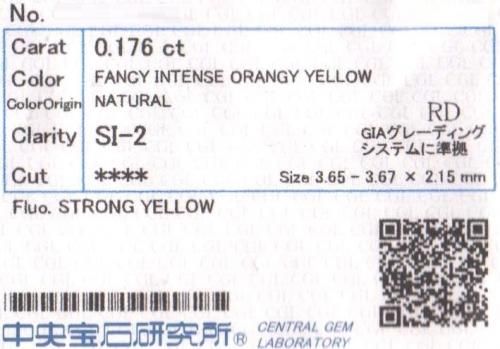 No.
Carat 0.176 ct
Color FANCY INTENSE ORANGY YELLOW
ColorOrigin NATURAL
Clarity SI-2
RD
GIAグレーディング
システムに準拠
Cut **** Size 3.65 - 3.67 × 2.15 mm
Fluo. STRONG YELLOW
中央宝石研究所® CENTRAL GEM
LABORATORY